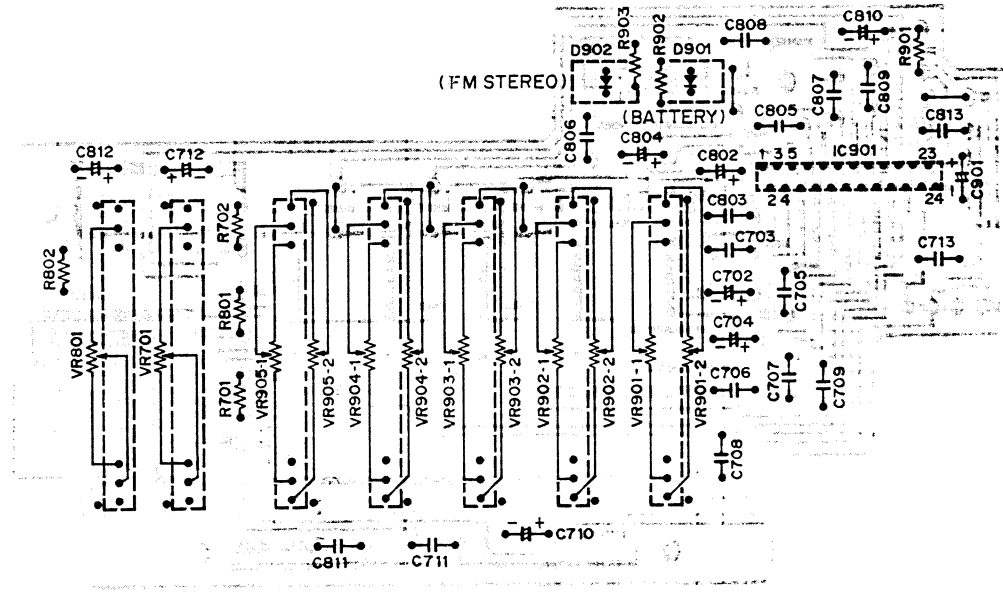 C810
C808
R903
R902
R901
D902
D901
(FM STEREO)
C807
C809
(BATTERY)
C805
C813
C806
C804
C812
C712
C802
1 3 5
IC901
23
C901
2 4
24
R702
C803
C703
R802
C713
C702
C705
R801
C704
VR801
VR701
VR905-1
VR905-2
VR904-1
VR904-2
VR903-1
VR903-2
VR902-1
VR902-2
VR901-1
VR901-2
C706
C707
C709
R701
C708
C710
C811
C711